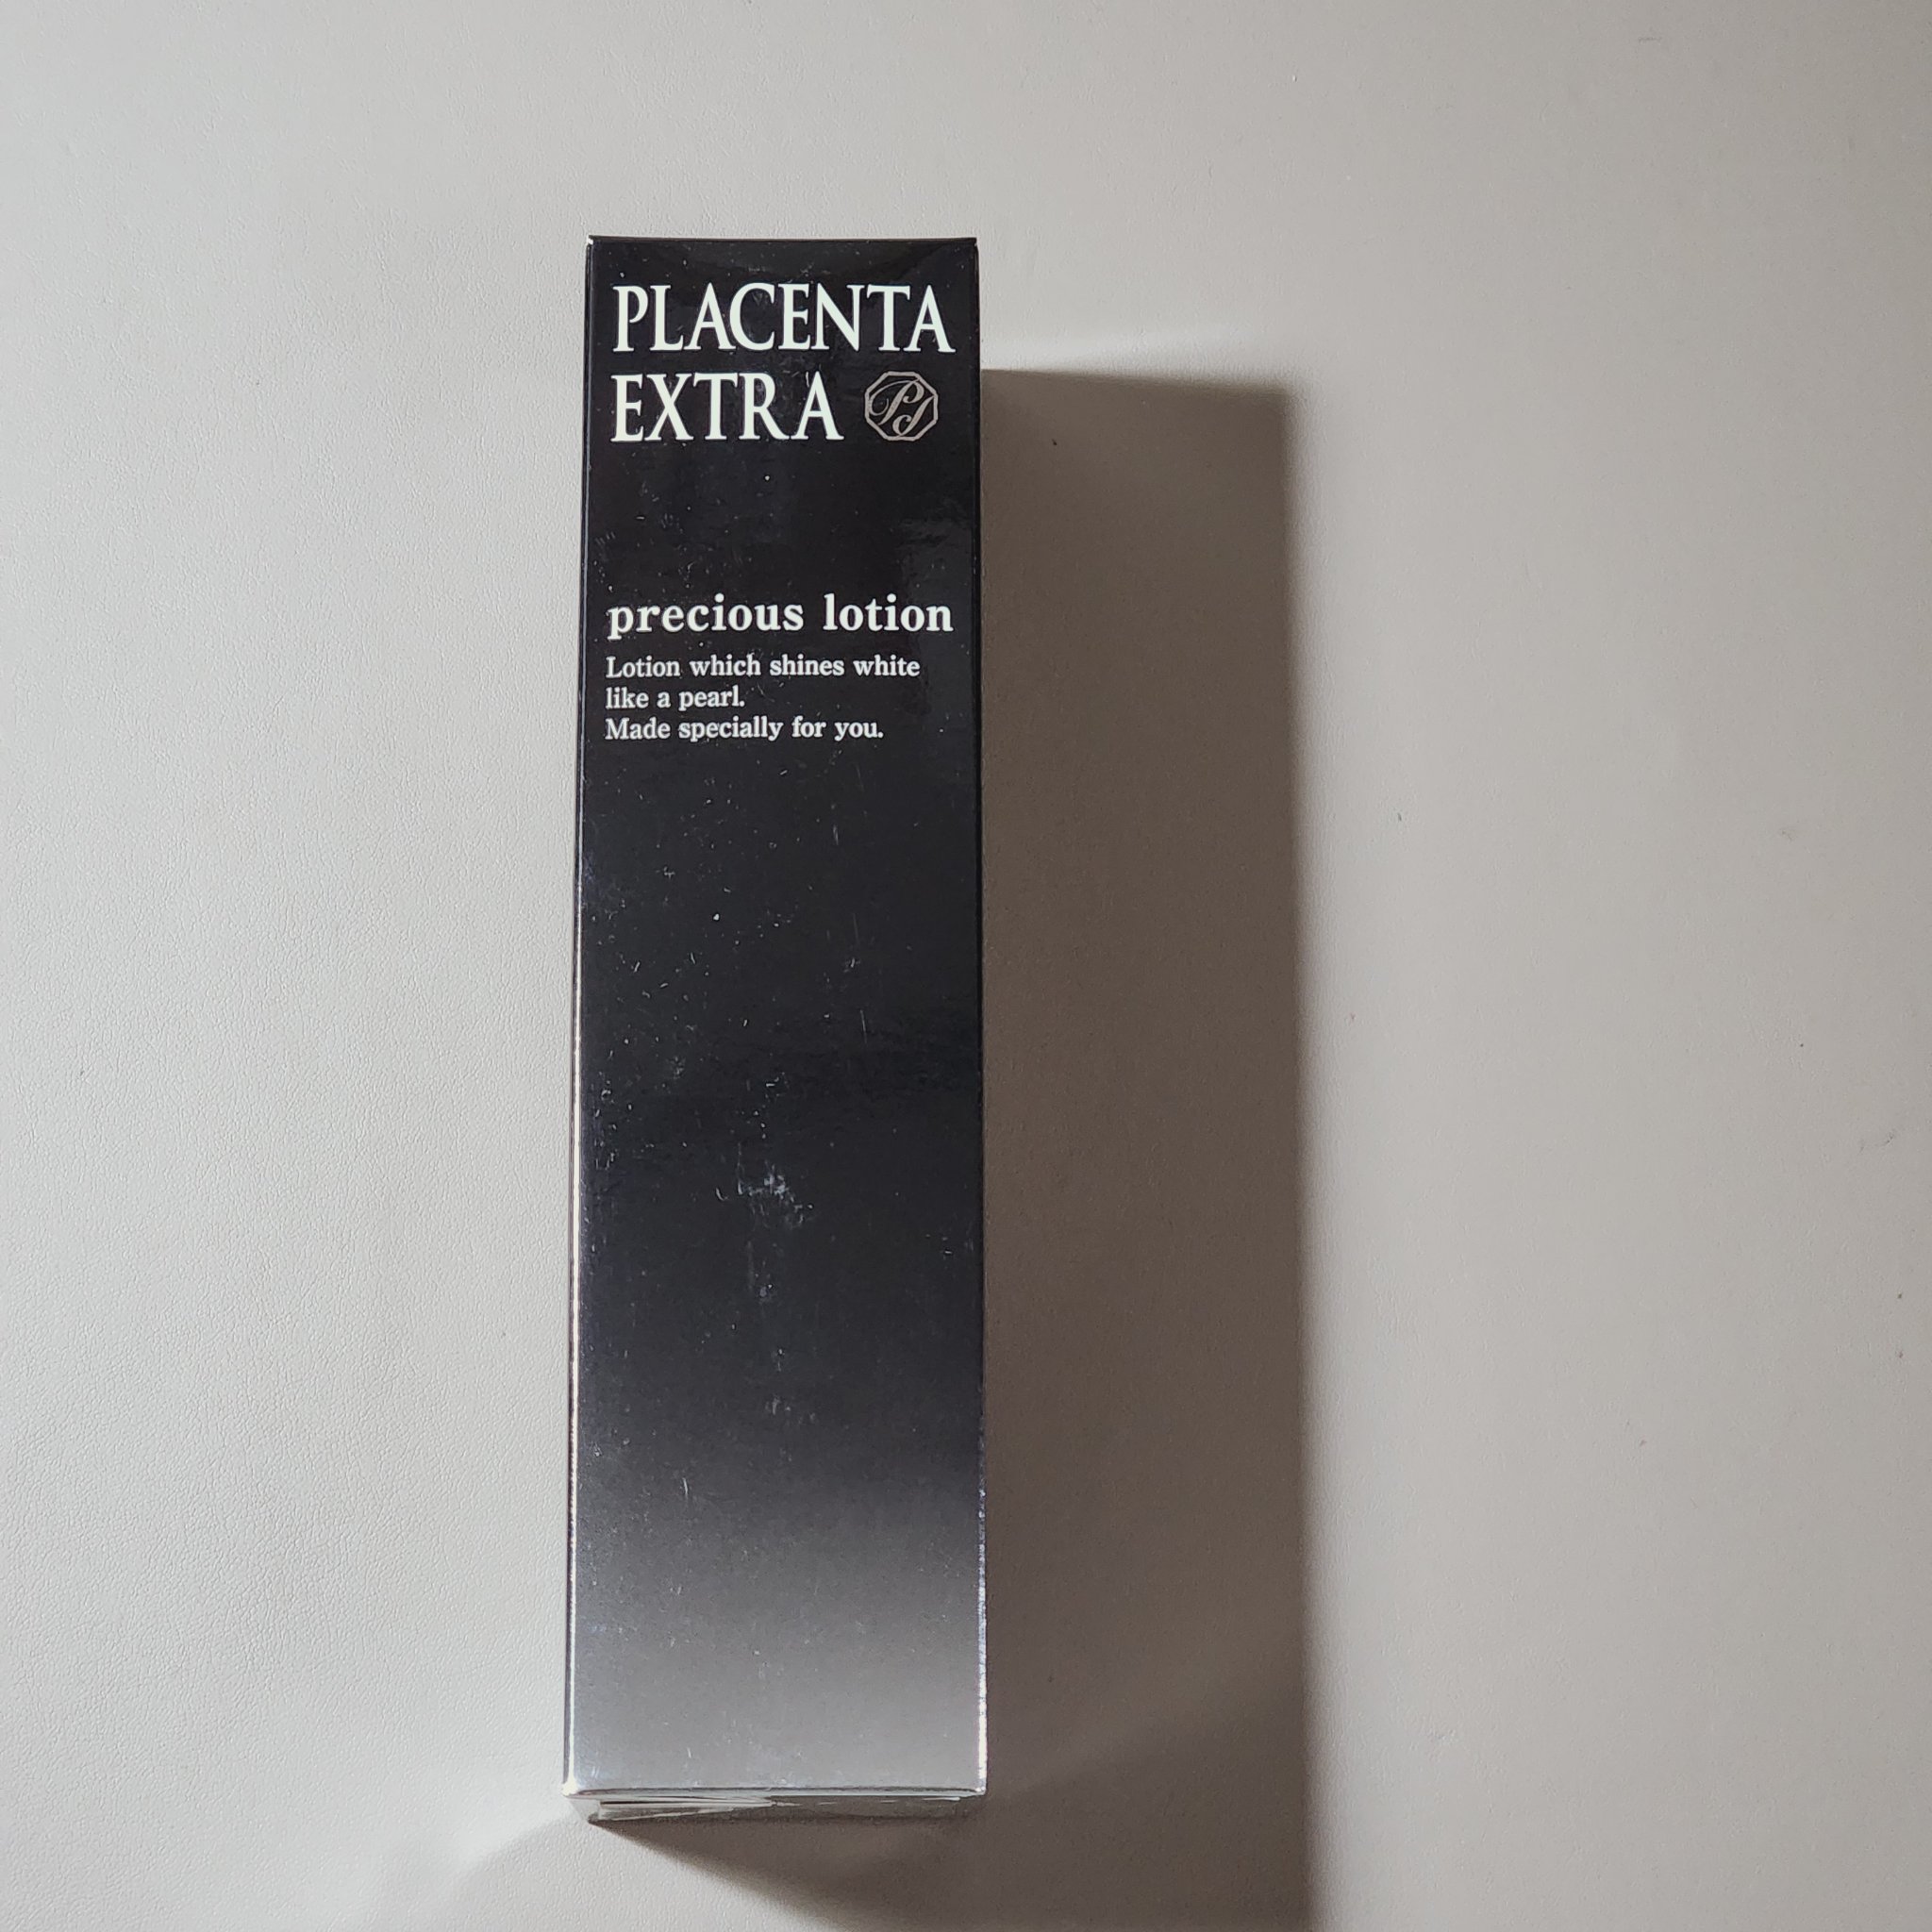 PLACENTA
EXTRA
precious lotion
Lotion which shines white
like a pearl.
Made specially for you.